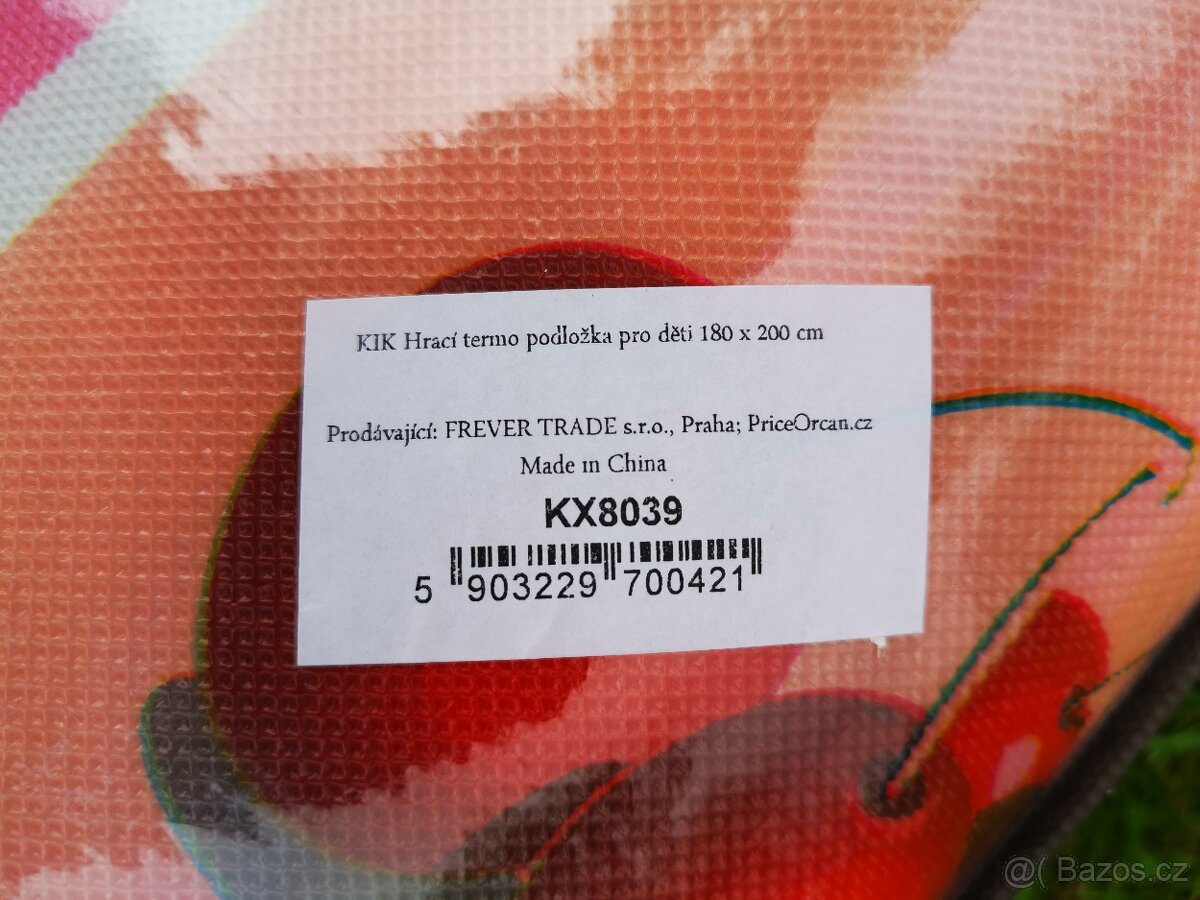 KIK Hrací termo podložka pro děti 180 x 200 cm
Prodávající: FREVER TRADE s.r.o., Praha; PriceOrcan.cz
Made in China
KX8039
5 903229 700421
@( Bazos.cz